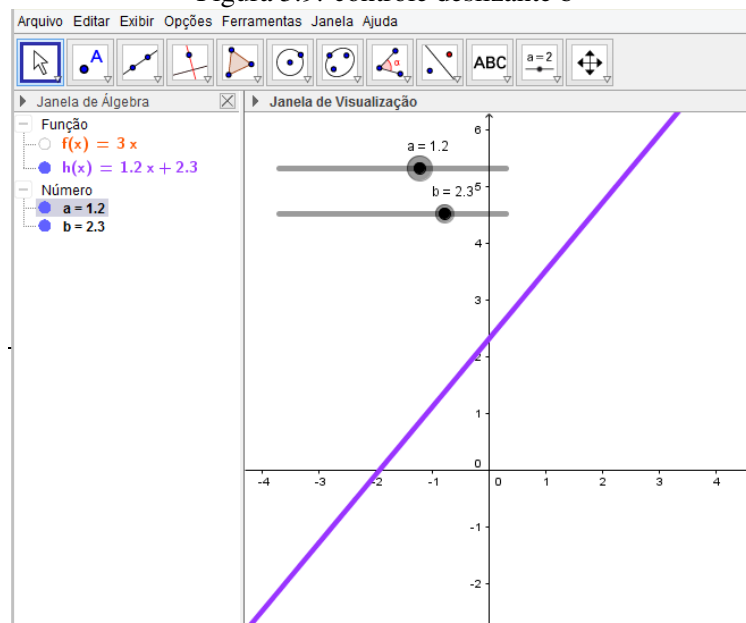 Figura 3.9: controle deslizante 8
Arquivo Editar Exibir Opções Ferramentas Janela Ajuda
A
α
ABC
a = 2
Janela de Álgebra
Janela de Visualização
Função
f(x) = 3 x
h(x) = 1.2 x + 2.3
Número
a = 1.2
b = 2.3
a = 1.2
b = 2.3
6
5
4
3
2
1
0
-4 -3 -2 -1 0 1 2 3 4
-1
-2